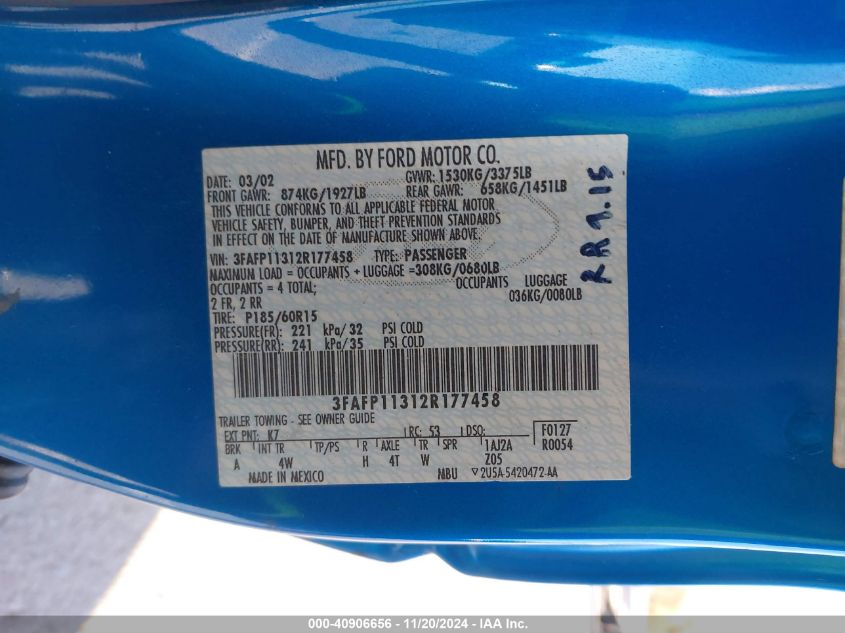 MFD. BY FORD MOTOR CO.
DATE: 03/02 GVWR: 1530KG/3375LB
FRONT GAWR: 874KG/1927LB REAR GAWR: 658KG/1451LB
THIS VEHICLE CONFORMS TO ALL APPLICABLE FEDERAL MOTOR
VEHICLE SAFETY, BUMPER, AND THEFT PREVENTION STANDARDS
IN EFFECT ON THE DATE OF MANUFACTURE SHOWN ABOVE.
VIN: 3FAFP11312R177458 TYPE: PASSENGER
MAXIMUM LOAD = OCCUPANTS + LUGGAGE =308KG/0680LB
OCCUPANTS = 4 TOTAL; OCCUPANTS LUGGAGE
2 FR, 2 RR 036KG/0080LB
TIRE: P185/60R15
PRESSURE(FR) 221 kPa/32 PSI COLD
PRESSURE(RR) 241 kPa/35 PSI COLD
3FAFP11312R177458
TRAILER TOWING - SEE OWNER GUIDE
EXT PNT: K7 RC: 53 DSO: F0127
BRK INT TR TP/PS R AXLE TR SPR 1AJ2A R0054
A 4W H 4T W Z05
MADE IN MEXICO MBU 2U5A-5420472-AA
RR 9.15
000-40906656 - 11/20/2024 - IAA Inc.